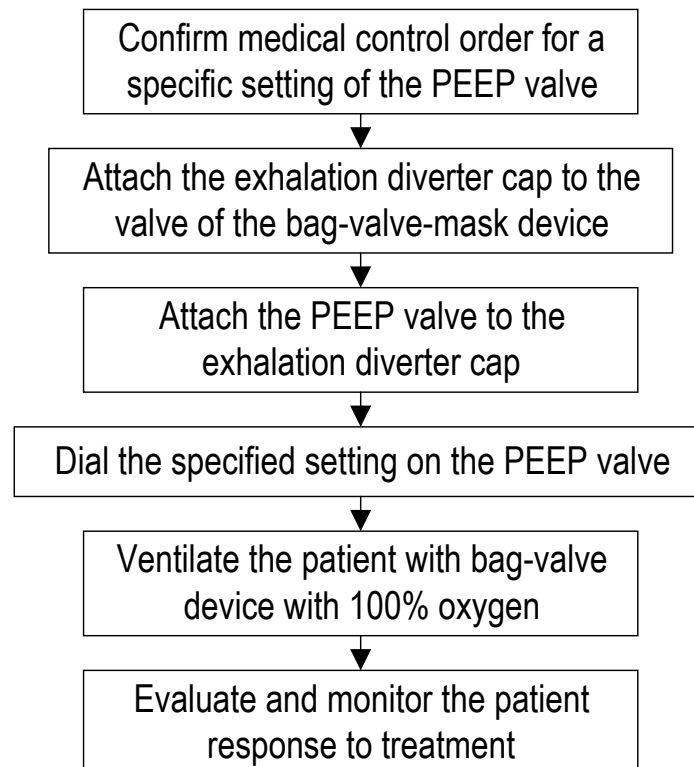 Confirm medical control order for a
specific setting of the PEEP valve
Attach the exhalation diverter cap to the
valve of the bag-valve-mask device
Attach the PEEP valve to the
exhalation diverter cap
Dial the specified setting on the PEEP valve
Ventilate the patient with bag-valve
device with 100% oxygen
Evaluate and monitor the patient
response to treatment